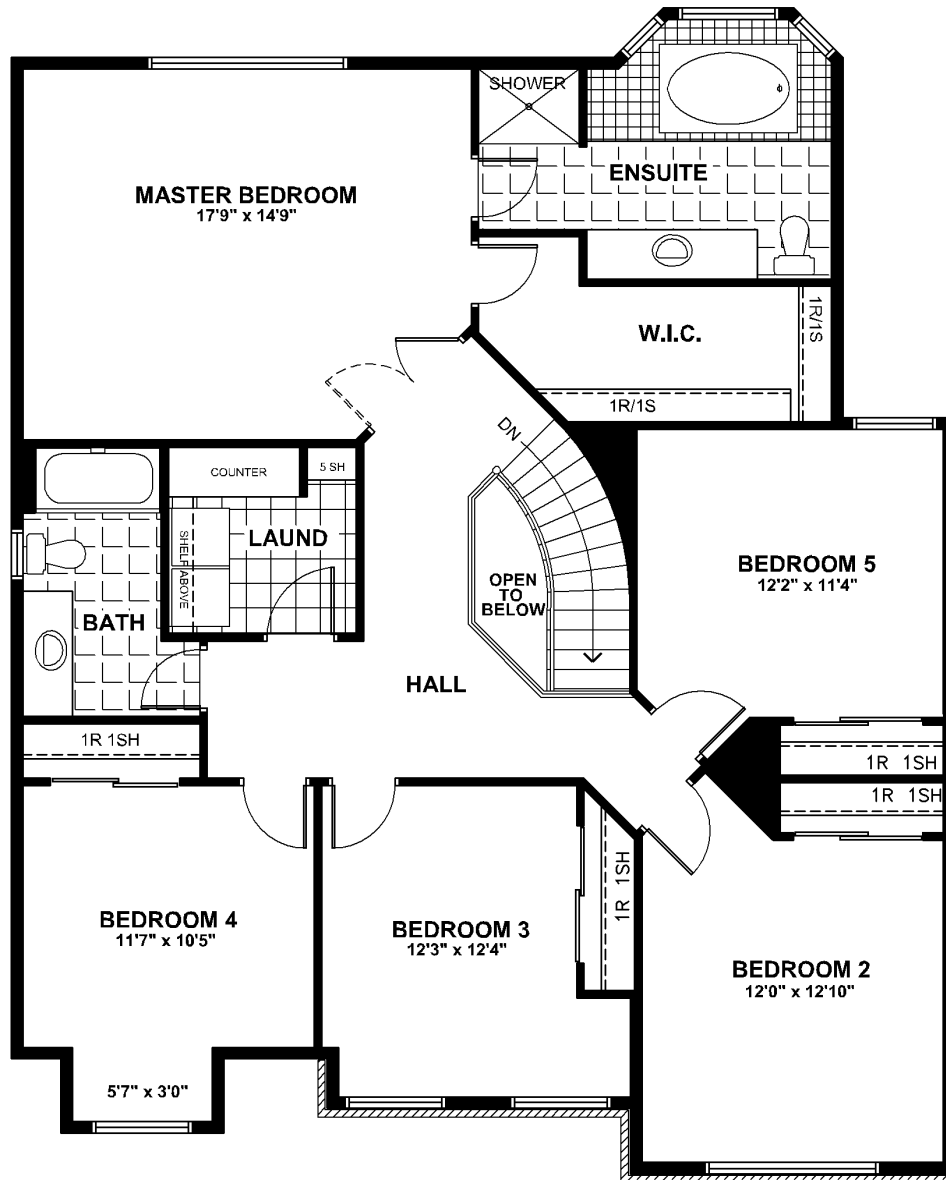 SHOWER
ENSUITE
MASTER BEDROOM
17'9" x 14'9"
W.I.C.
1R/1S
1R/1S
DN
COUNTER
5 SH
LAUND
SHELF ABOVE
BATH
OPEN
TO
BELOW
BEDROOM 5
12'2" x 11'4"
HALL
1R 1SH
1R 1SH
1R 1SH
1R 1SH
BEDROOM 4
11'7" x 10'5"
BEDROOM 3
12'3" x 12'4"
BEDROOM 2
12'0" x 12'10"
5'7" x 3'0"